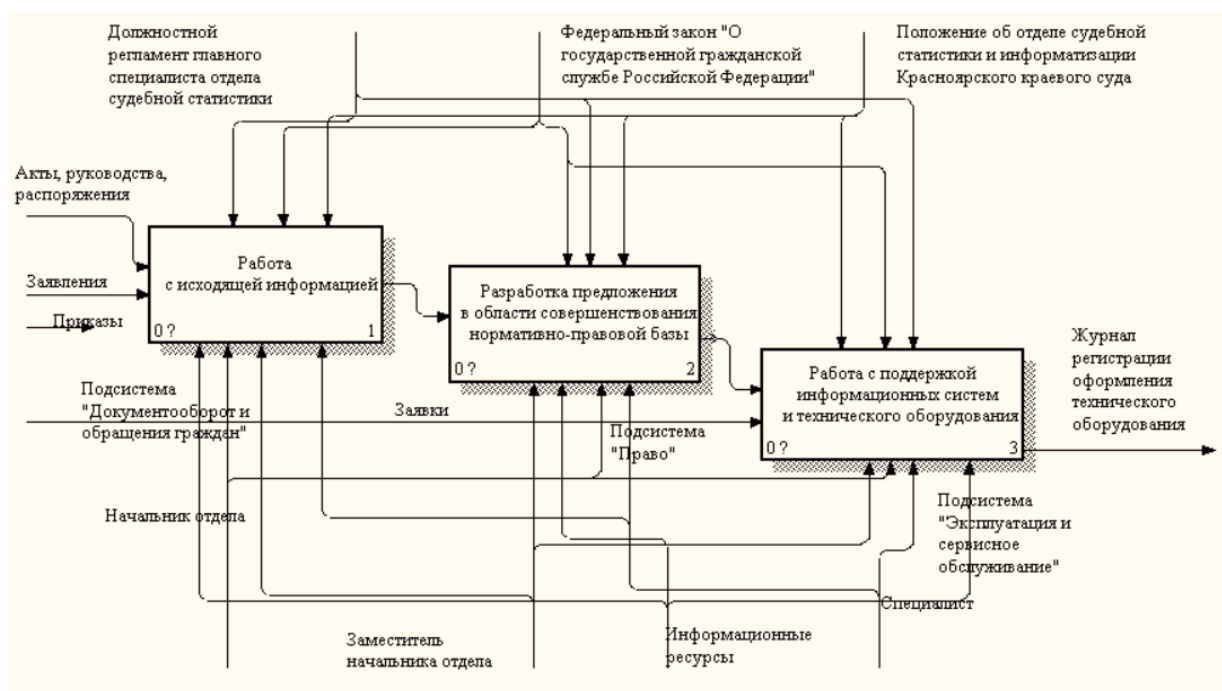 Должностной
регламент главного
специалиста отдела
судебной статистики
Федеральный закон "О
государственной гражданской
службе Российской Федерации"
Положение об отделе судебной
статистики и информатизации
Красноярского краевого суда
Акты, руководства,
распоряжения
Заявления
Приказы
Работа
с исходящей информацией
0 ?
1
Разработка предложения
в области совершенствования
нормативно-правовой базы
0 ?
2
Работа с поддержкой
информационных систем
и технического оборудования
0 ?
3
Журнал
регистрации
оформления
технического
оборудования
Подсистема
"Документооборот и
обращения граждан"
Заявки
Подсистема
"Право"
Начальник отдела
Подсистема
"Эксплуатация и
сервисное
обслуживание"
Специалист
Заместитель
начальника отдела
Информационные
ресурсы